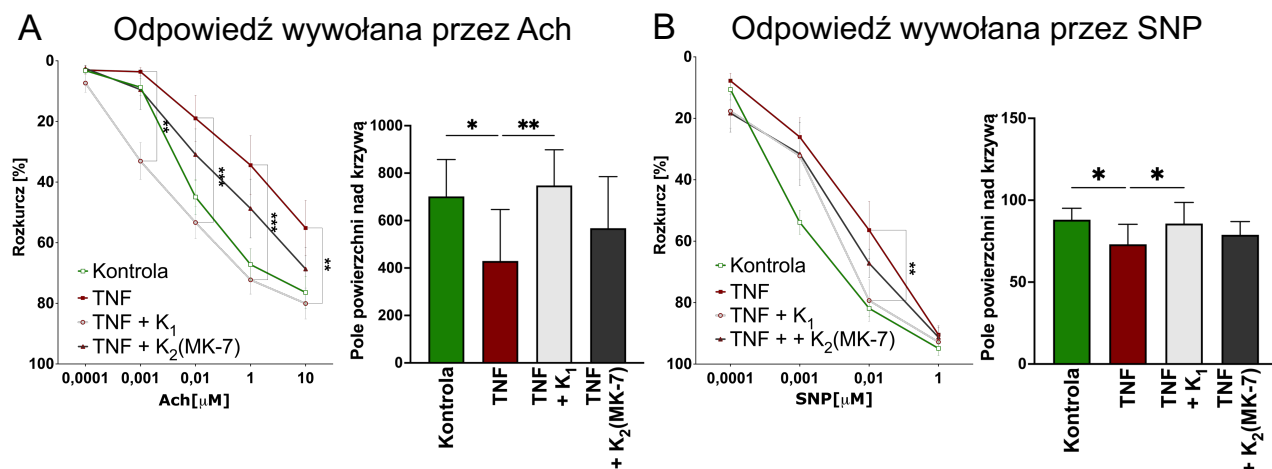 A Odpowiedź wywołana przez Ach
0
20
40
60
80
100
Rozkurcz [%]
**
***
***
**
Kontrola
TNF
TNF + K₁
TNF + K₂(MK-7)
0,0001 0,001 0,01 1 10
Ach[μM]
1000
800
600
400
200
0
Pole powierzchni nad krzywą
* **
Kontrola
TNF
TNF + K₁
TNF + K₂(MK-7)
B Odpowiedź wywołana przez SNP
0
20
40
60
80
100
Rozkurcz [%]
**
Kontrola
TNF
TNF + K₁
TNF + + K₂(MK-7)
0,0001 0,001 0,01 1
SNP[μM]
150
100
50
0
Pole powierzchni nad krzywą
* *
Kontrola
TNF
TNF + K₁
TNF + K₂(MK-7)